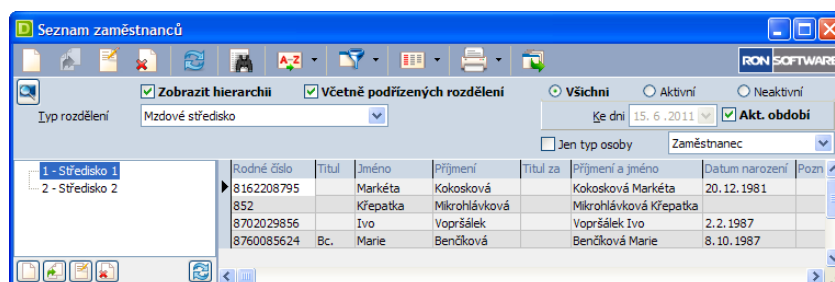 Seznam zaměstnanců
A-Z
RON SOFTWARE
Zobrazit hierarchii Včetně podřízených rozdělení Všichni Aktivní Neaktivní
Typ rozdělení Mzdové středisko Ke dni 15. 6 .2011 Akt. období
Jen typ osoby Zaměstnanec
1 - Středisko 1
2 - Středisko 2
Rodné číslo Titul Jméno Příjmení Titul za Příjmení a jméno Datum narození Pozn
8162208795 Markéta Kokosková Kokosková Markéta 20.12.1981
852 Křepatka Mikrohlávková Mikrohlávková Křepatka
8702029856 Ivo Vopršálek Vopršálek Ivo 2.2.1987
8760085624 Bc. Marie Benčíková Benčíková Marie 8.10.1987